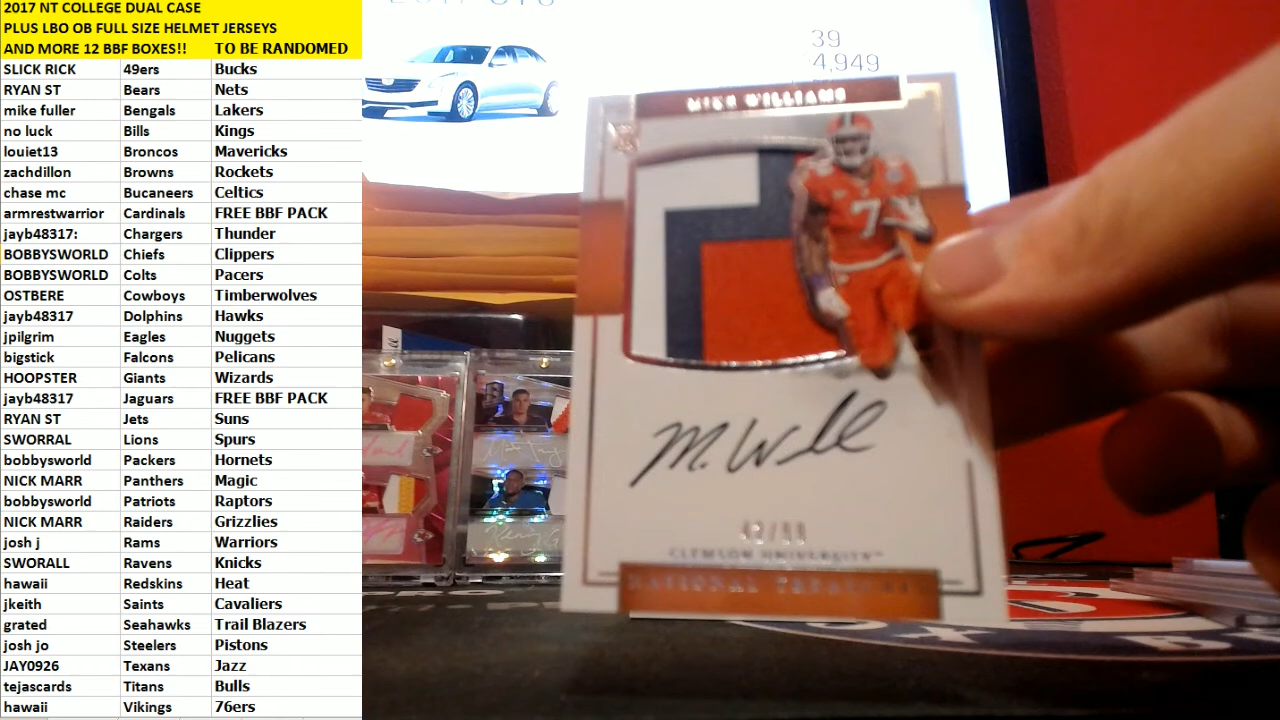 2017 NT COLLEGE DUAL CASE
PLUS LBO OB FULL SIZE HELMET JERSEYS
AND MORE 12 BBF BOXES!! TO BE RANDOMED
SLICK RICK 49ers Bucks
RYAN ST Bears Nets
mike fuller Bengals Lakers
no luck Bills Kings
louiet13 Broncos Mavericks
zachdillon Browns Rockets
chase mc Bucaneers Celtics
armrestwarrior Cardinals FREE BBF PACK
jayb48317: Chargers Thunder
BOBBYSWORLD Chiefs Clippers
BOBBYSWORLD Colts Pacers
OSTBERE Cowboys Timberwolves
jayb48317 Dolphins Hawks
jpilgrim Eagles Nuggets
bigstick Falcons Pelicans
HOOPSTER Giants Wizards
jayb48317 Jaguars FREE BBF PACK
RYAN ST Jets Suns
SWORRAL Lions Spurs
bobbysworld Packers Hornets
NICK MARR Panthers Magic
bobbysworld Patriots Raptors
NICK MARR Raiders Grizzlies
josh j Rams Warriors
SWORALL Ravens Knicks
hawaii Redskins Heat
jkeith Saints Cavaliers
grated Seahawks Trail Blazers
josh jo Steelers Pistons
JAY0926 Texans Jazz
tejascards Titans Bulls
hawaii Vikings 76ers
39
4,949
MIKE WILLIAMS
7
M. Will
CLEMSON UNIVERSITY
NATIONAL TREASURES